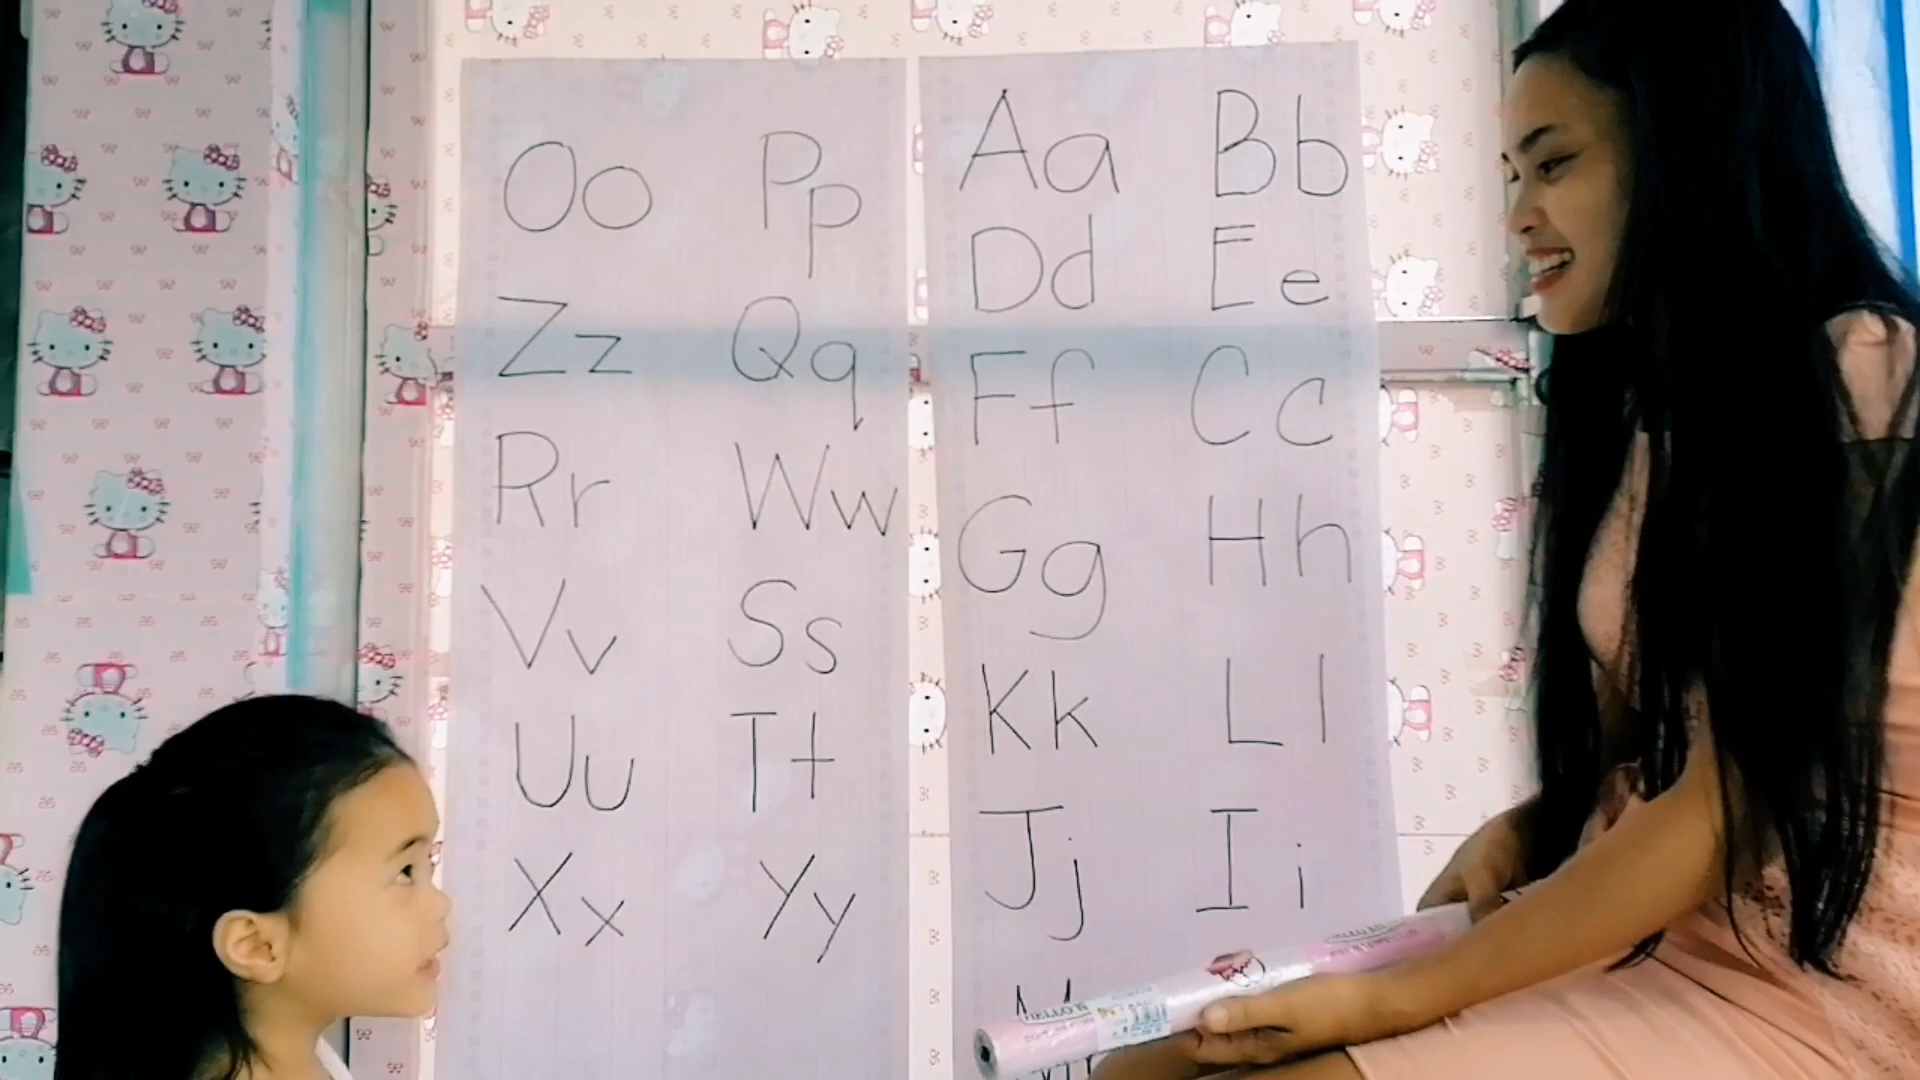 Oo Pp
Zz Qq
Rr Ww
Vv Ss
Uu Tt
Xx Yy
Aa Bb
Dd Ee
Ff Cc
Gg Hh
Kk Ll
Jj Ii
M